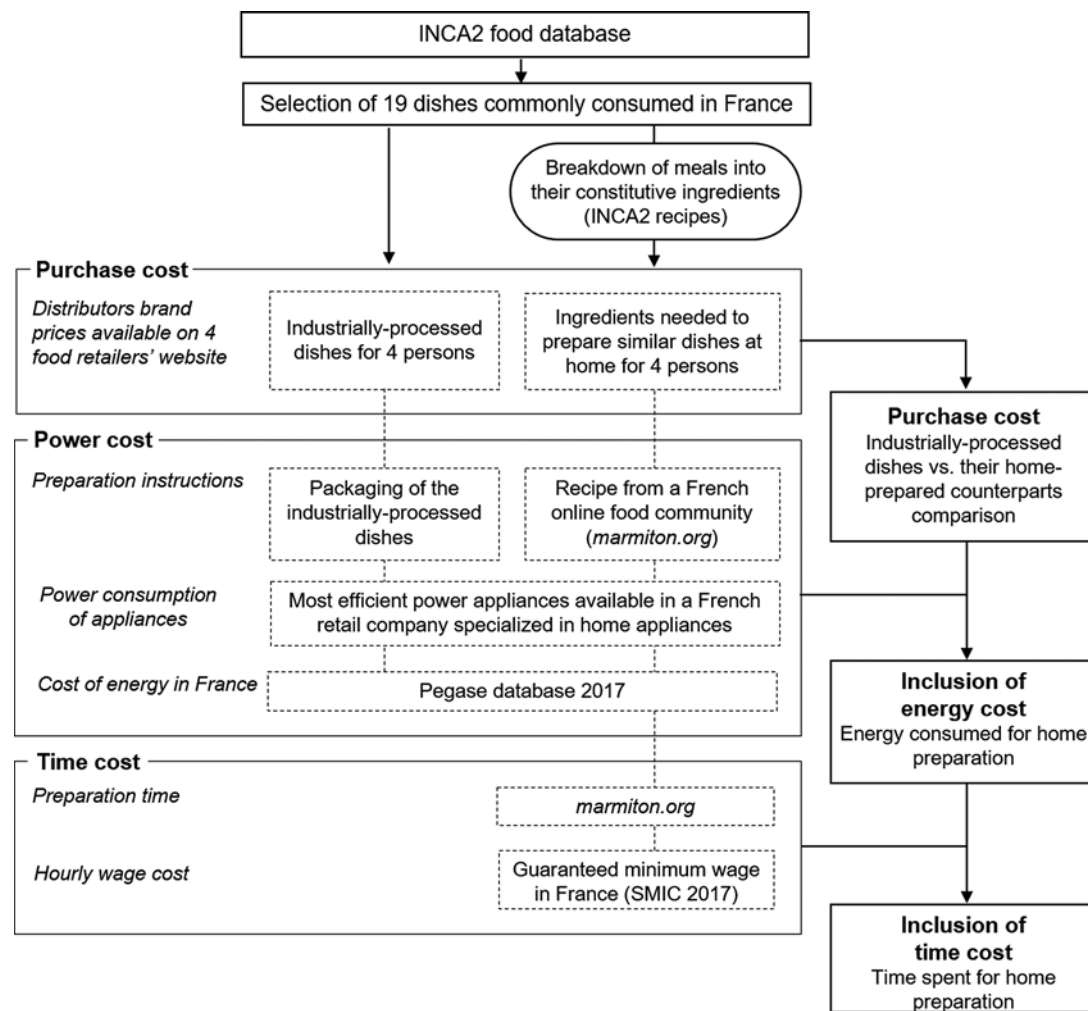 INCA2 food database
Selection of 19 dishes commonly consumed in France
Breakdown of meals into
their constitutive ingredients
(INCA2 recipes)
Purchase cost
Distributors brand
prices available on 4
food retailers' website
Industrially-processed
dishes for 4 persons
Ingredients needed to
prepare similar dishes at
home for 4 persons
Purchase cost
Industrially-processed
dishes vs. their home-
prepared counterparts
comparison
Power cost
Preparation instructions
Packaging of the
industrially-processed
dishes
Recipe from a French
online food community
(marmiton.org)
Power consumption
of appliances
Most efficient power appliances available in a French
retail company specialized in home appliances
Cost of energy in France
Pegase database 2017
Inclusion of
energy cost
Energy consumed for home
preparation
Time cost
Preparation time
marmiton.org
Hourly wage cost
Guaranteed minimum wage
in France (SMIC 2017)
Inclusion of
time cost
Time spent for home
preparation